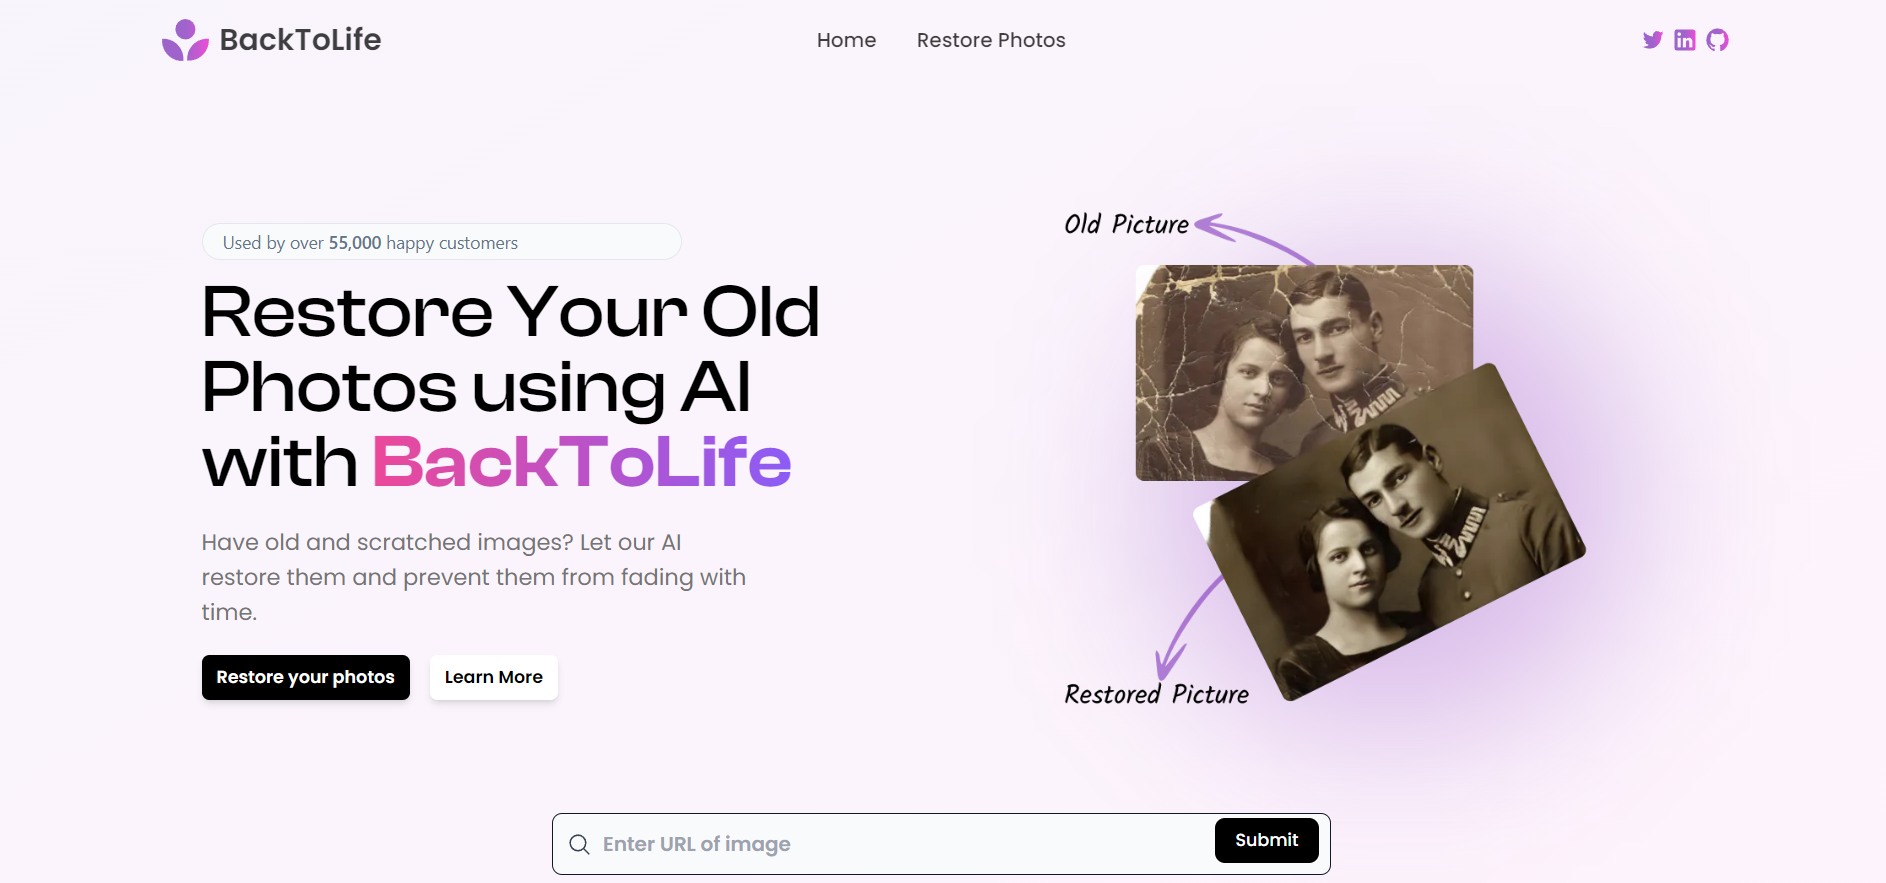 BackToLife
Home
Restore Photos
Used by over 55,000 happy customers
Restore Your Old
Photos using AI
with BackToLife
Have old and scratched images? Let our AI
restore them and prevent them from fading with
time.
Restore your photos
Learn More
Old Picture
Restored Picture
Enter URL of image
Submit